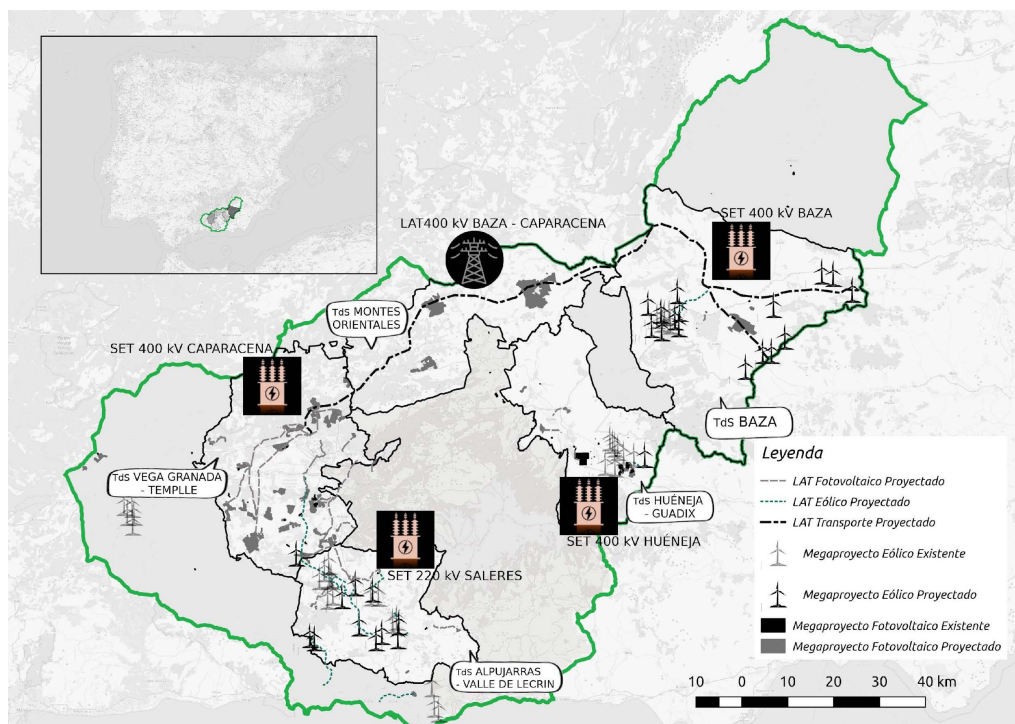 SET 400 kV BAZA
LAT400 kV BAZA - CAPARACENA
TdS MONTES
ORIENTALES
SET 400 kV CAPARACENA
TdS BAZA
TdS VEGA GRANADA
- TEMPLLE
TdS HUÉNEJA
- GUADIX
SET 400 kV HUÉNEJA
SET 220 kV SALERES
TdS ALPUJARRAS
- VALLE DE LECRIN
Leyenda
LAT Fotovoltaico Proyectado
LAT Eólico Proyectado
LAT Transporte Proyectado
Megaproyecto Eólico Existente
Megaproyecto Eólico Proyectado
Megaproyecto Fotovoltaico Existente
Megaproyecto Fotovoltaico Proyectado
10 0 10 20 30 40 km